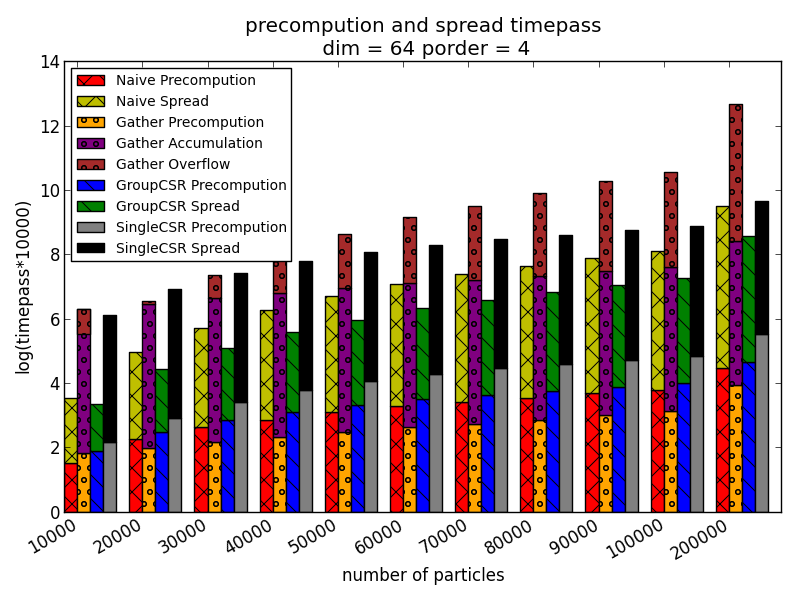 precompution and spread timepass
dim = 64 porder = 4
log(timepass*10000)
14
12
10
8
6
4
2
0
Naive Precompution
Naive Spread
Gather Precompution
Gather Accumulation
Gather Overflow
GroupCSR Precompution
GroupCSR Spread
SingleCSR Precompution
SingleCSR Spread
10000
20000
30000
40000
50000
60000
70000
80000
90000
100000
200000
number of particles